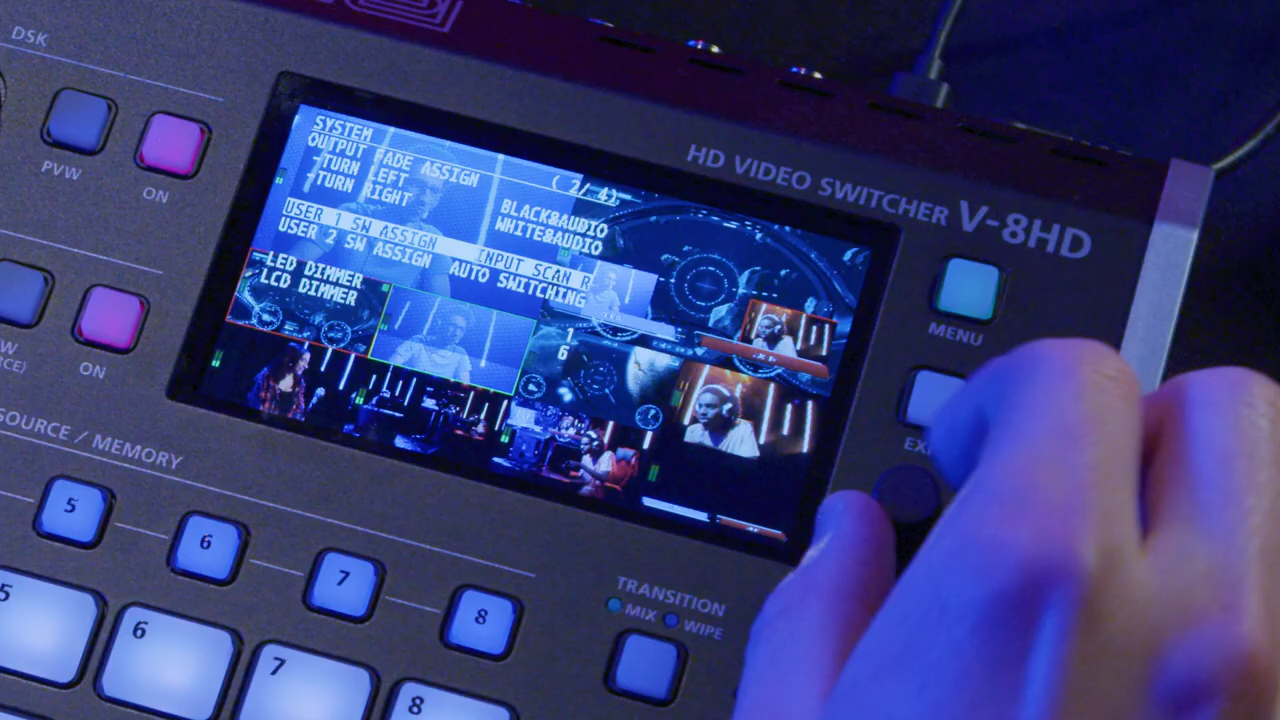 DSK
PVW
ON
ON
SOURCE / MEMORY
5
6
7
8
5
6
7
8
HD VIDEO SWITCHER V-8HD
MENU
TRANSITION
MIX
WIPE
SYSTEM ( 2/ 4)
OUTPUT FADE ASSIGN
-TURN LEFT BLACK&AUDIO
-TURN RIGHT WHITE&AUDIO
USER 1 SW ASSIGN INPUT SCAN R
USER 2 SW ASSIGN AUTO SWITCHING
LED DIMMER
LCD DIMMER
1
6